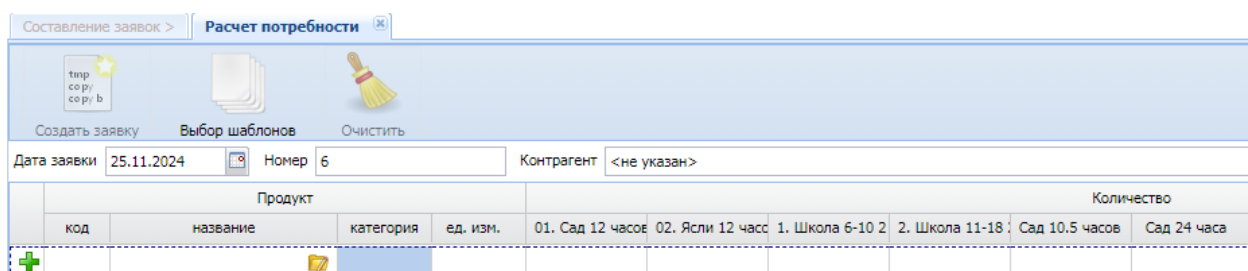 Составление заявок > Расчет потребности
tmp
copy
copy b
Создать заявку Выбор шаблонов Очистить
Дата заявки 25.11.2024 Номер 6 Контрагент <не указан>
Продукт Количество
код название категория ед. изм. 01. Сад 12 часов 02. Ясли 12 часо 1. Школа 6-10 2 2. Школа 11-18 Сад 10.5 часов Сад 24 часа